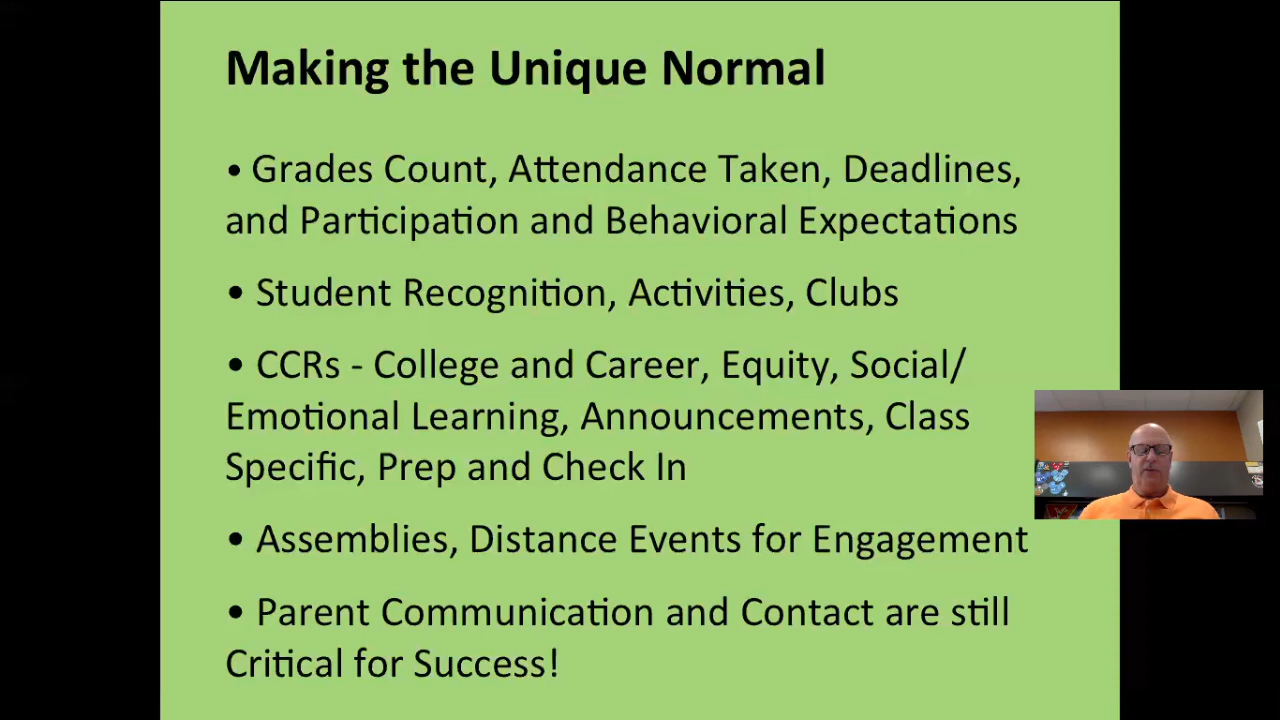 Making the Unique Normal
• Grades Count, Attendance Taken, Deadlines,
and Participation and Behavioral Expectations
• Student Recognition, Activities, Clubs
• CCRs - College and Career, Equity, Social/
Emotional Learning, Announcements, Class
Specific, Prep and Check In
• Assemblies, Distance Events for Engagement
• Parent Communication and Contact are still
Critical for Success!